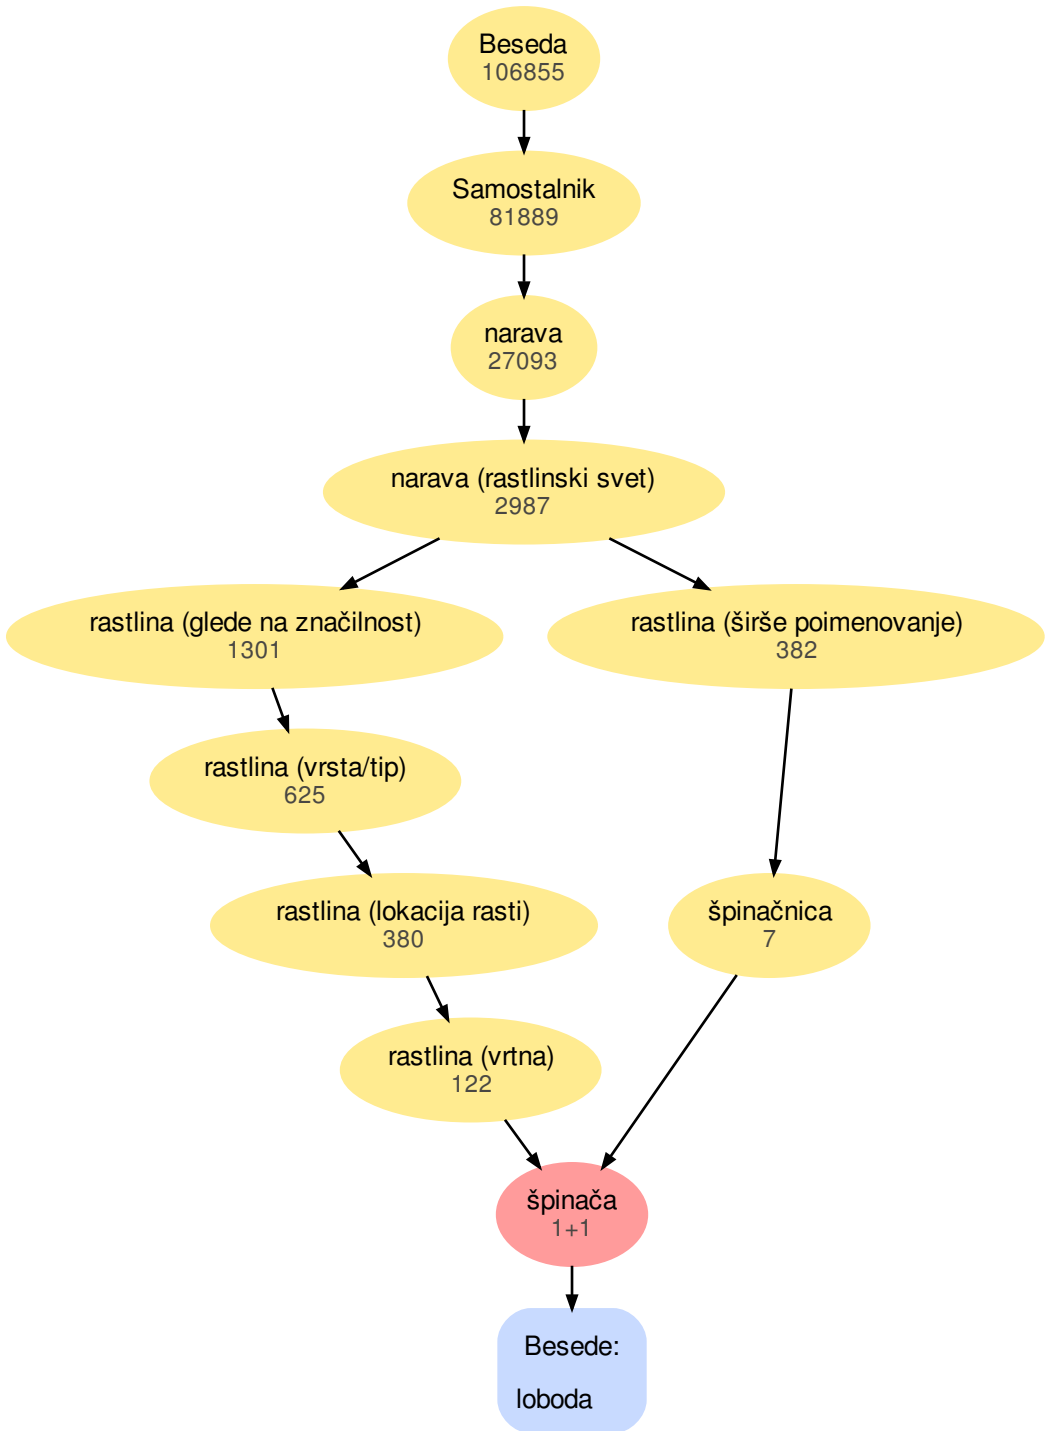 Beseda
106855
Samostalnik
81889
narava
27093
narava (rastlinski svet)
2987
rastlina (glede na značilnost)
1301
rastlina (širše poimenovanje)
382
rastlina (vrsta/tip)
625
rastlina (lokacija rasti)
380
špinačnica
7
rastlina (vrtna)
122
špinača
1+1
Besede:
loboda